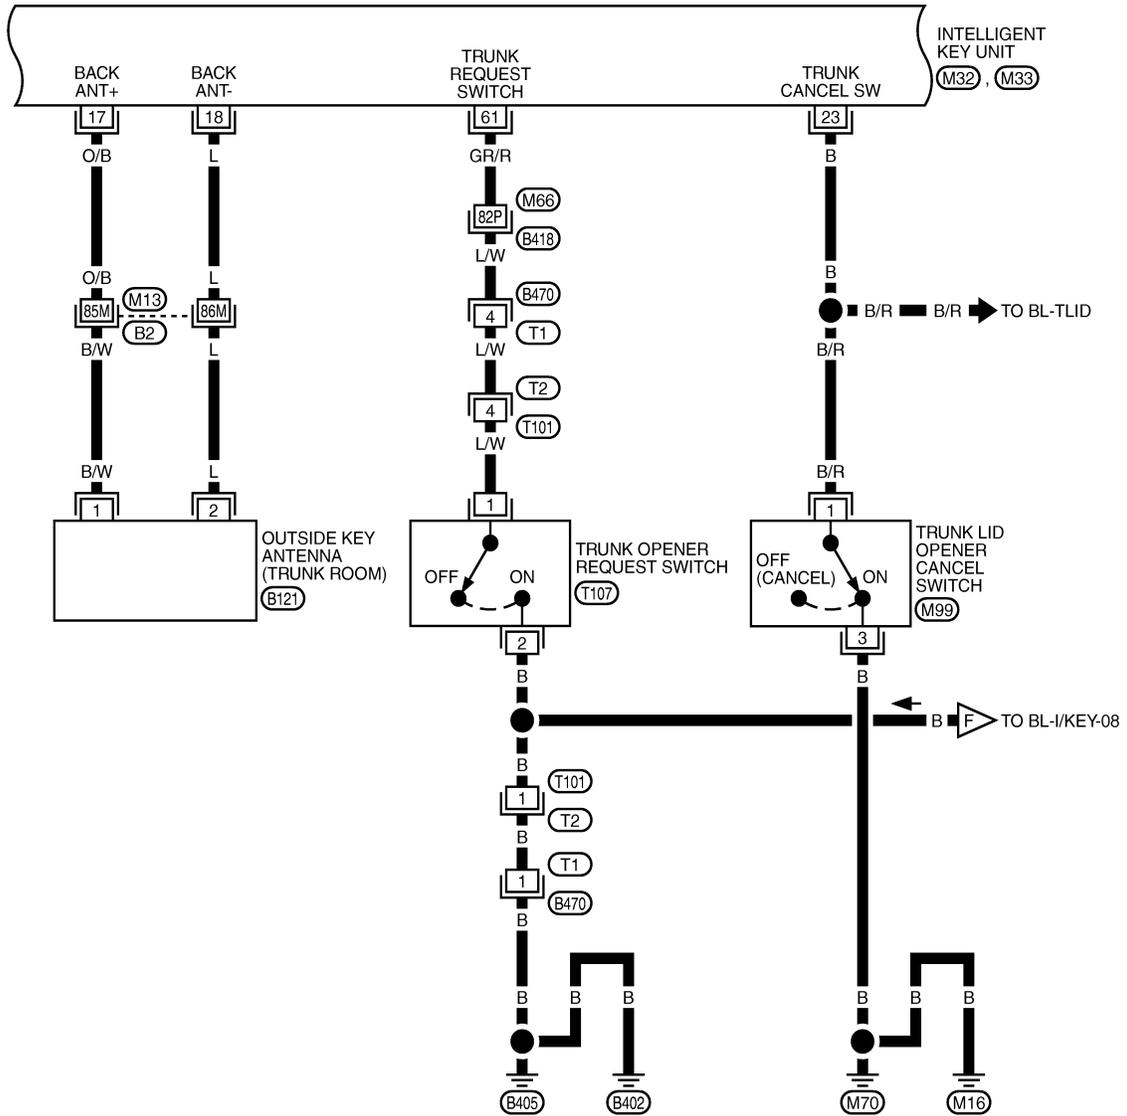 INTELLIGENT
KEY UNIT
M32 , M33
BACK
ANT+
BACK
ANT-
TRUNK
REQUEST
SWITCH
TRUNK
CANCEL SW
17
18
61
23
O/B
L
GR/R
B
M66
82P
B418
L/W
O/B
L
B
B470
4
T1
85M
M13
B2
86M
B/R
B/R
TO BL-TLID
B/W
L
L/W
B/R
T2
4
T101
L/W
B/W
L
B/R
1
2
1
1
OUTSIDE KEY
ANTENNA
(TRUNK ROOM)
B121
OFF
ON
TRUNK OPENER
REQUEST SWITCH
T107
OFF
(CANCEL)
ON
TRUNK LID
OPENER
CANCEL
SWITCH
M99
2
3
B
B
B
F
TO BL-I/KEY-08
B
T101
1
T2
B
T1
1
B470
B
B
B
B
B
B
B
B405
B402
M70
M16